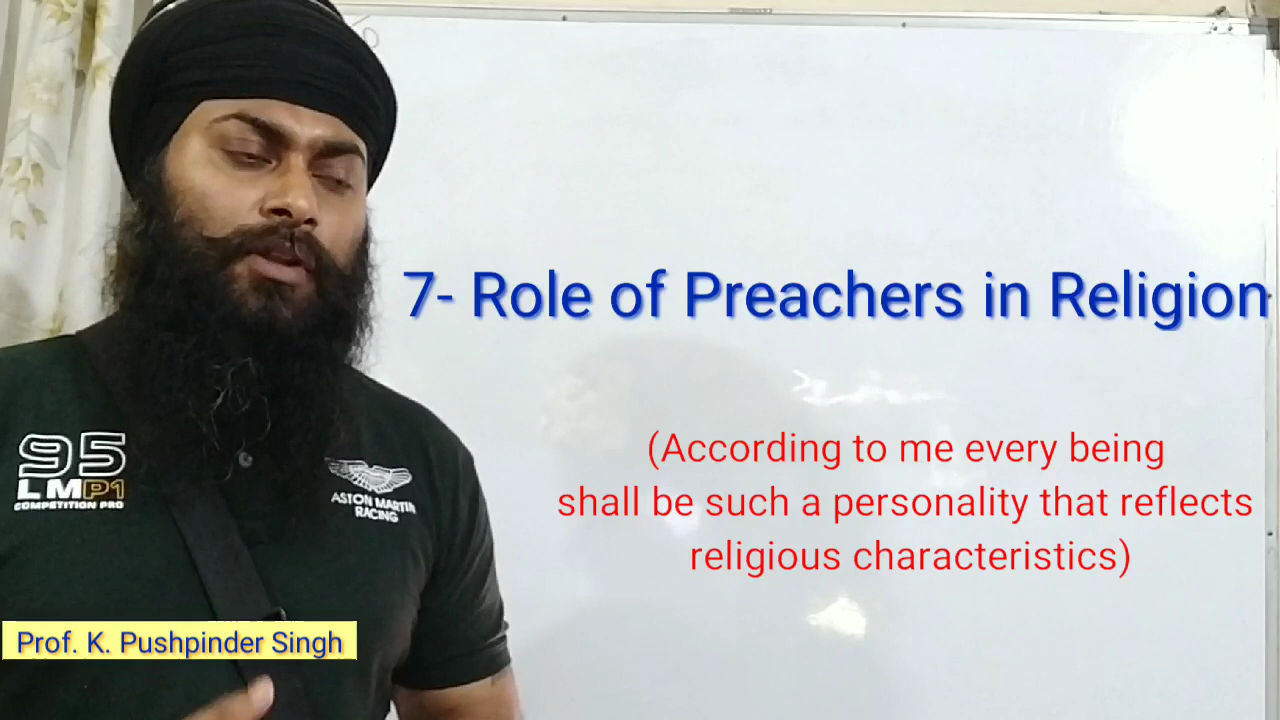 7- Role of Preachers in Religion
(According to me every being
shall be such a personality that reflects
religious characteristics)
95
LMP1
COMPETITION PRO
ASTON MARTIN
RACING
Prof. K. Pushpinder Singh